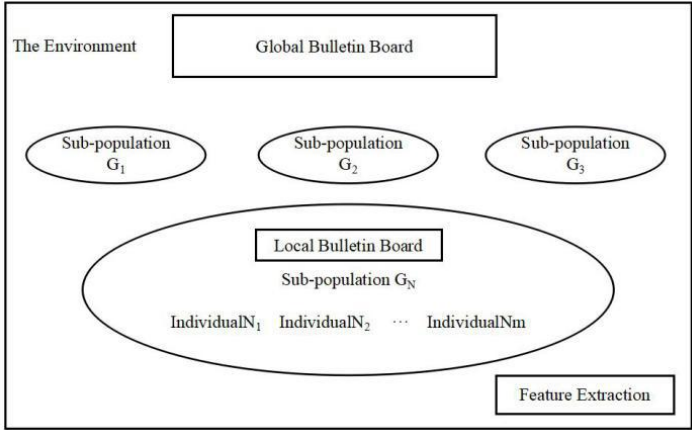 The Environment
Global Bulletin Board
Sub-population
G₁
Sub-population
G₂
Sub-population
G₃
Local Bulletin Board
Sub-population G_N
IndividualN₁ IndividualN₂ ··· IndividualNm
Feature Extraction